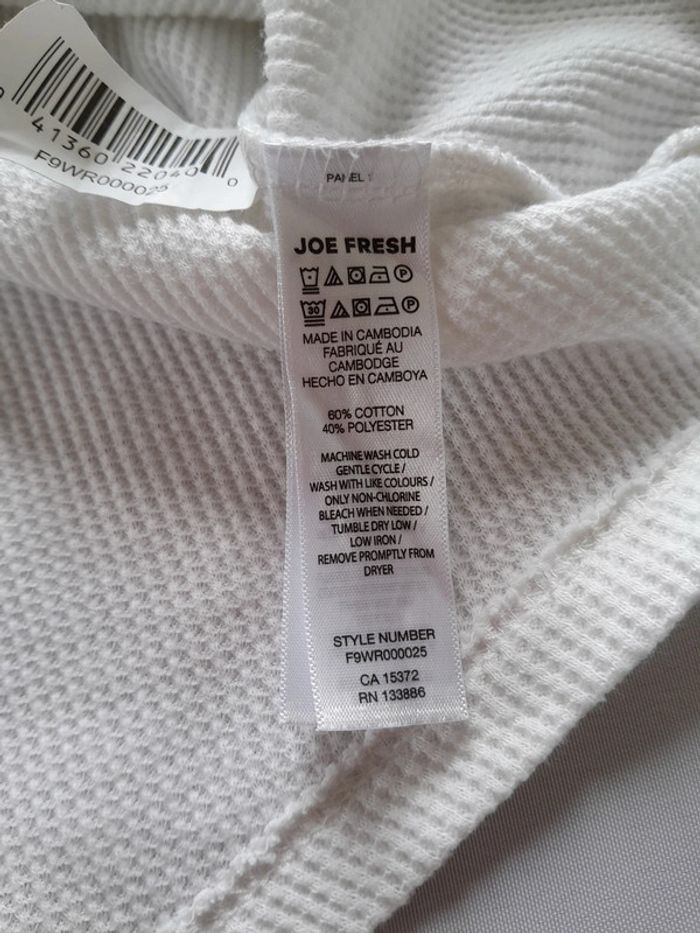 41360 22040 0
F9WR000025
PANEL 1
JOE FRESH
P
30 P
MADE IN CAMBODIA
FABRIQUÉ AU
CAMBODGE
HECHO EN CAMBOYA
60% COTTON
40% POLYESTER
MACHINE WASH COLD
GENTLE CYCLE /
WASH WITH LIKE COLOURS /
ONLY NON-CHLORINE
BLEACH WHEN NEEDED /
TUMBLE DRY LOW /
LOW IRON /
REMOVE PROMPTLY FROM
DRYER
STYLE NUMBER
F9WR000025
CA 15372
RN 133886